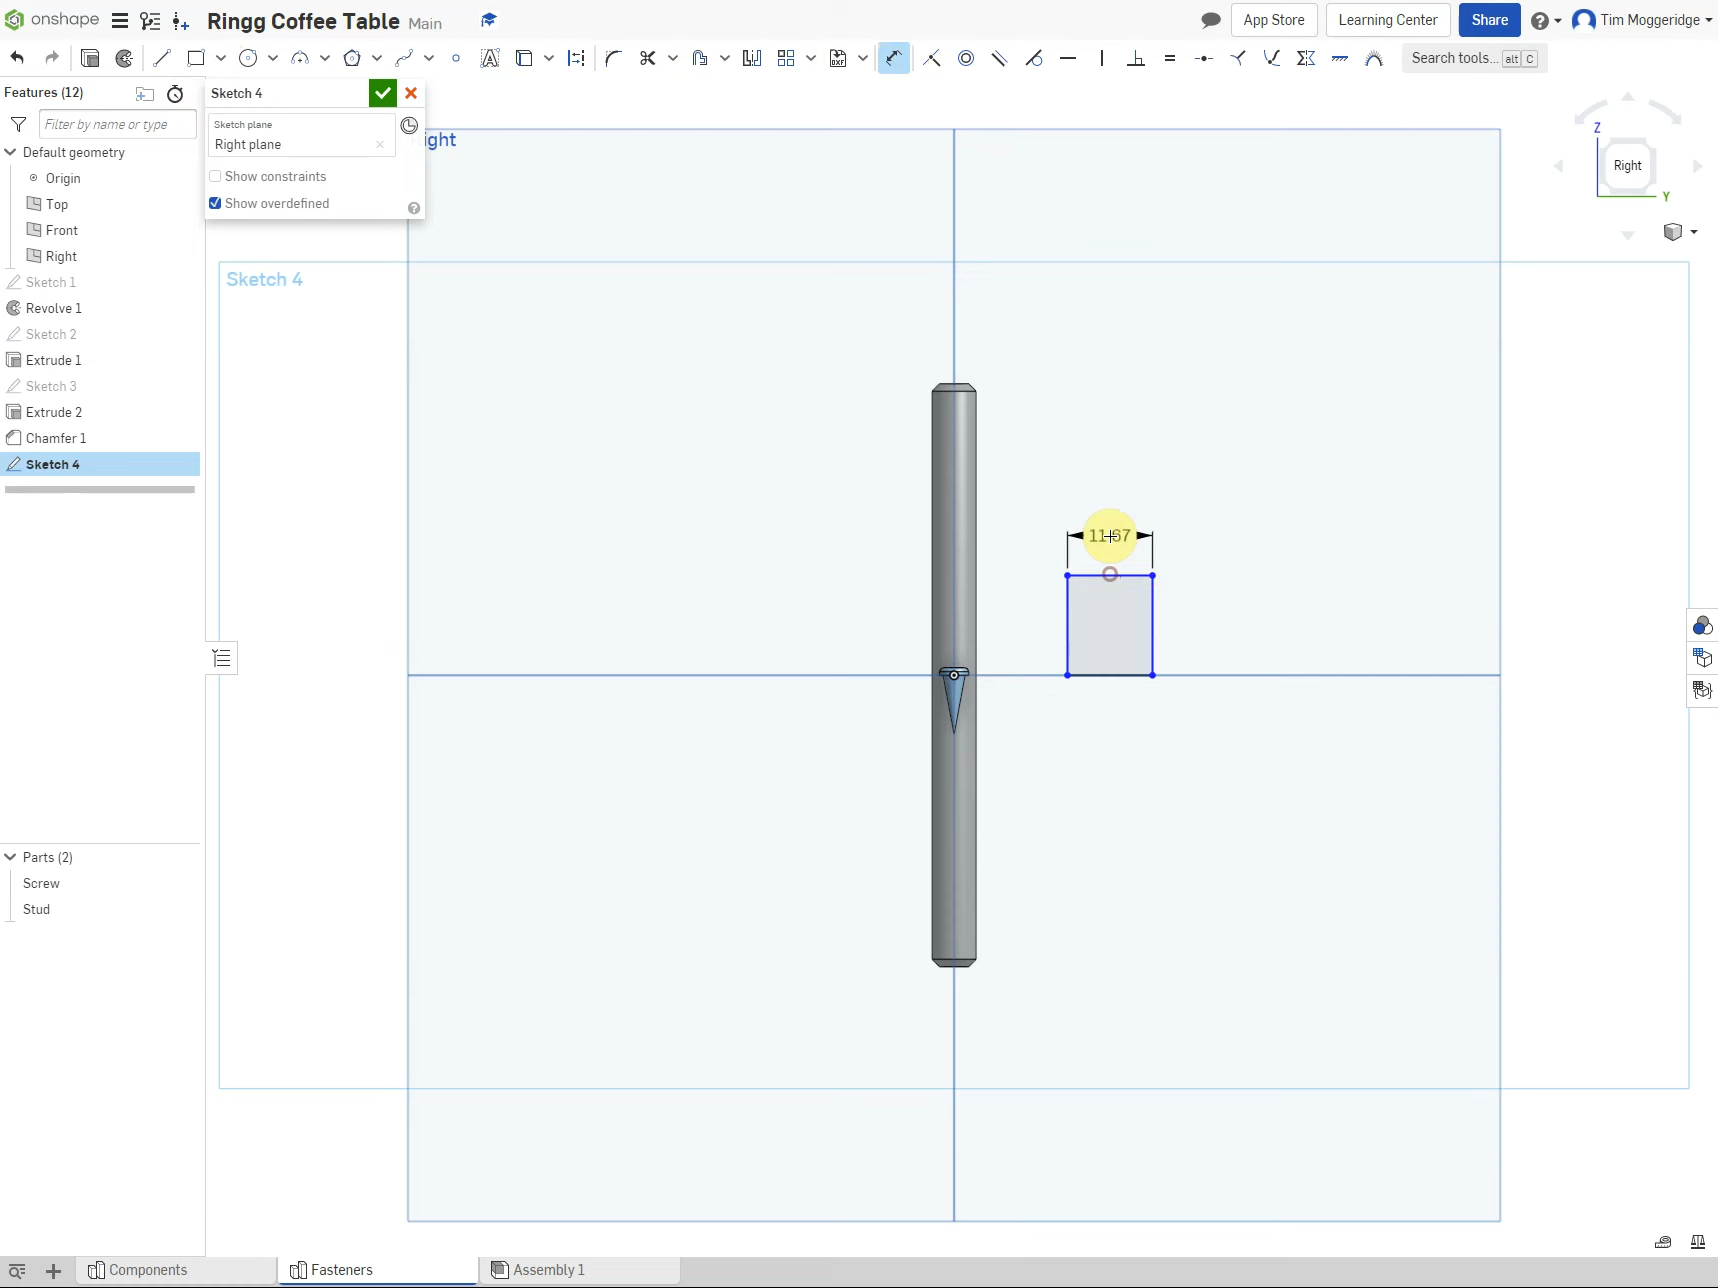 onshape
Ringg Coffee Table Main
App Store
Learning Center
Share
Tim Moggeridge
Search tools... alt C
Features (12)
Filter by name or type
Default geometry
Origin
Top
Front
Right
Sketch 1
Revolve 1
Sketch 2
Extrude 1
Sketch 3
Extrude 2
Chamfer 1
Sketch 4
Sketch 4
Sketch plane
Right plane
Show constraints
Show overdefined
ight
Sketch 4
11.67
Z
Right
Y
Parts (2)
Screw
Stud
Components
Fasteners
Assembly 1